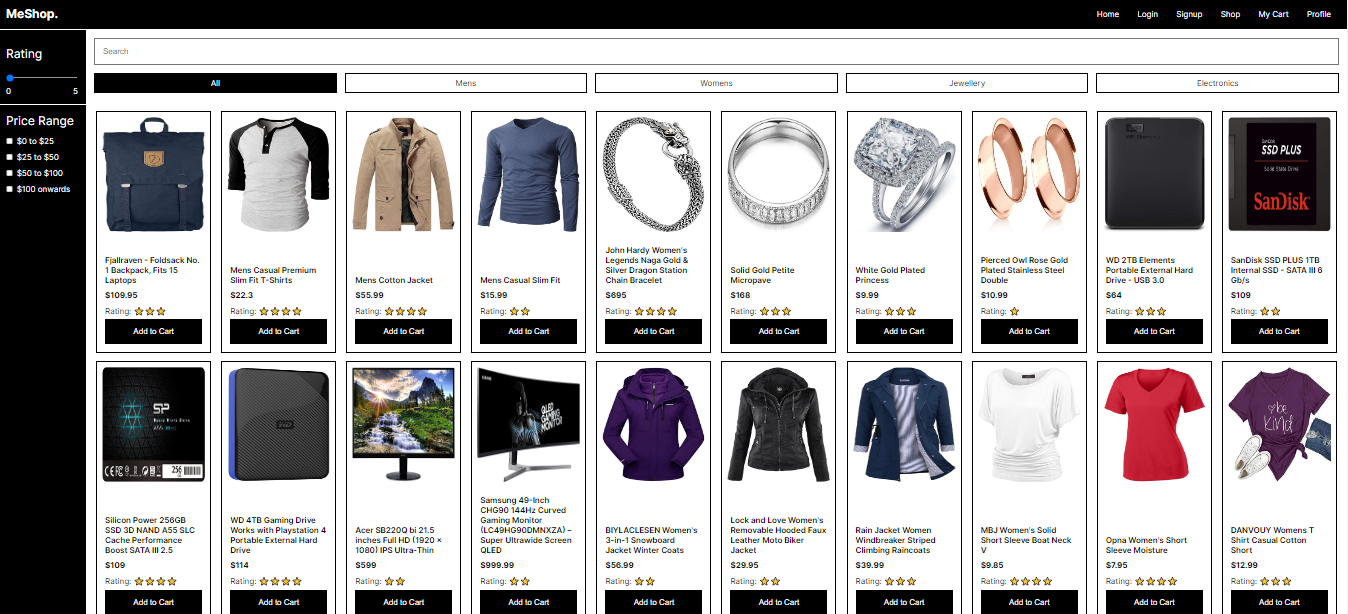 MeShop.
Home
Login
Signup
Shop
My Cart
Profile
Rating
0
5
Price Range
$0 to $25
$25 to $50
$50 to $100
$100 onwards
Search
All
Mens
Womens
Jewellery
Electronics
Fjallraven - Foldsack No.
1 Backpack, Fits 15
Laptops
$109.95
Rating:
Add to Cart
Mens Casual Premium
Slim Fit T-Shirts
$22.3
Rating:
Add to Cart
Mens Cotton Jacket
$55.99
Rating:
Add to Cart
Mens Casual Slim Fit
$15.99
Rating:
Add to Cart
John Hardy Women's
Legends Naga Gold &
Silver Dragon Station
Chain Bracelet
$695
Rating:
Add to Cart
Solid Gold Petite
Micropave
$168
Rating:
Add to Cart
White Gold Plated
Princess
$9.99
Rating:
Add to Cart
Pierced Owl Rose Gold
Plated Stainless Steel
Double
$10.99
Rating:
Add to Cart
WD 2TB Elements
Portable External Hard
Drive - USB 3.0
$64
Rating:
Add to Cart
SanDisk
SSD PLUS
Solid State Drive
SanDisk
SanDisk SSD PLUS 1TB
Internal SSD - SATA III 6
Gb/s
$109
Rating:
Add to Cart
SP
256
Silicon Power 256GB
SSD 3D NAND A55 SLC
Cache Performance
Boost SATA III 2.5
$109
Rating:
Add to Cart
WD
WD 4TB Gaming Drive
Works with Playstation 4
Portable External Hard
Drive
$114
Rating:
Add to Cart
Acer SB220Q bi 21.5
inches Full HD (1920 ×
1080) IPS Ultra-Thin
$599
Rating:
Add to Cart
SAMSUNG
QLED
GAMING
MONITOR
Samsung 49-Inch
CHG90 144Hz Curved
Gaming Monitor
(LC49HG90DMNXZA) –
Super Ultrawide Screen
QLED
$999.99
Rating:
Add to Cart
BIYLACLESEN Women's
3-in-1 Snowboard
Jacket Winter Coats
$56.99
Rating:
Add to Cart
Lock and Love Women's
Removable Hooded Faux
Leather Moto Biker
Jacket
$29.95
Rating:
Add to Cart
Rain Jacket Women
Windbreaker Striped
Climbing Raincoats
$39.99
Rating:
Add to Cart
MBJ Women's Solid
Short Sleeve Boat Neck
V
$9.85
Rating:
Add to Cart
Opna Women's Short
Sleeve Moisture
$7.95
Rating:
Add to Cart
be
kind
DANVOUY Womens T
Shirt Casual Cotton
Short
$12.99
Rating:
Add to Cart